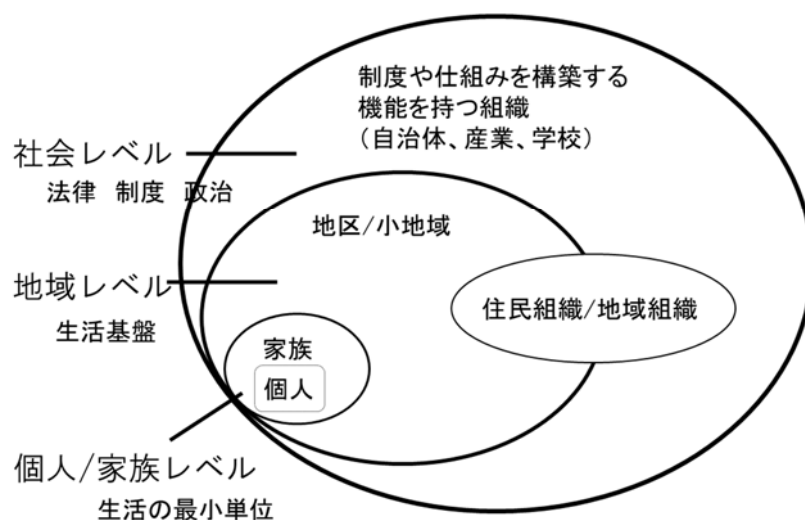 制度や仕組みを構築する
機能を持つ組織
（自治体、産業、学校）
社会レベル
法律　制度　政治
地区/小地域
地域レベル
生活基盤
住民組織/地域組織
家族
個人
個人/家族レベル
生活の最小単位